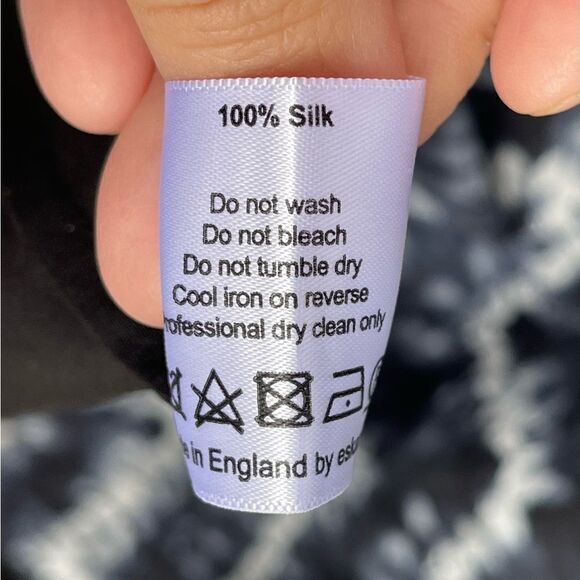 100% Silk
Do not wash
Do not bleach
Do not tumble dry
Cool iron on reverse
rofessional dry clean only
in England by